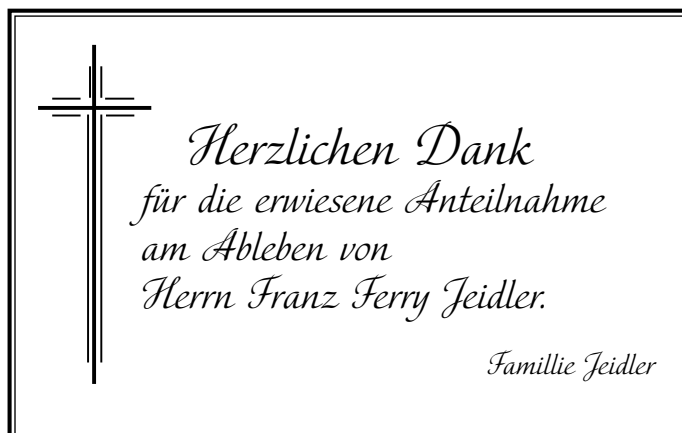 Herzlichen Dank
für die erwiesene Anteilnahme
am Ableben von
Herrn Franz Ferry Jeidler.
Famillie Jeidler